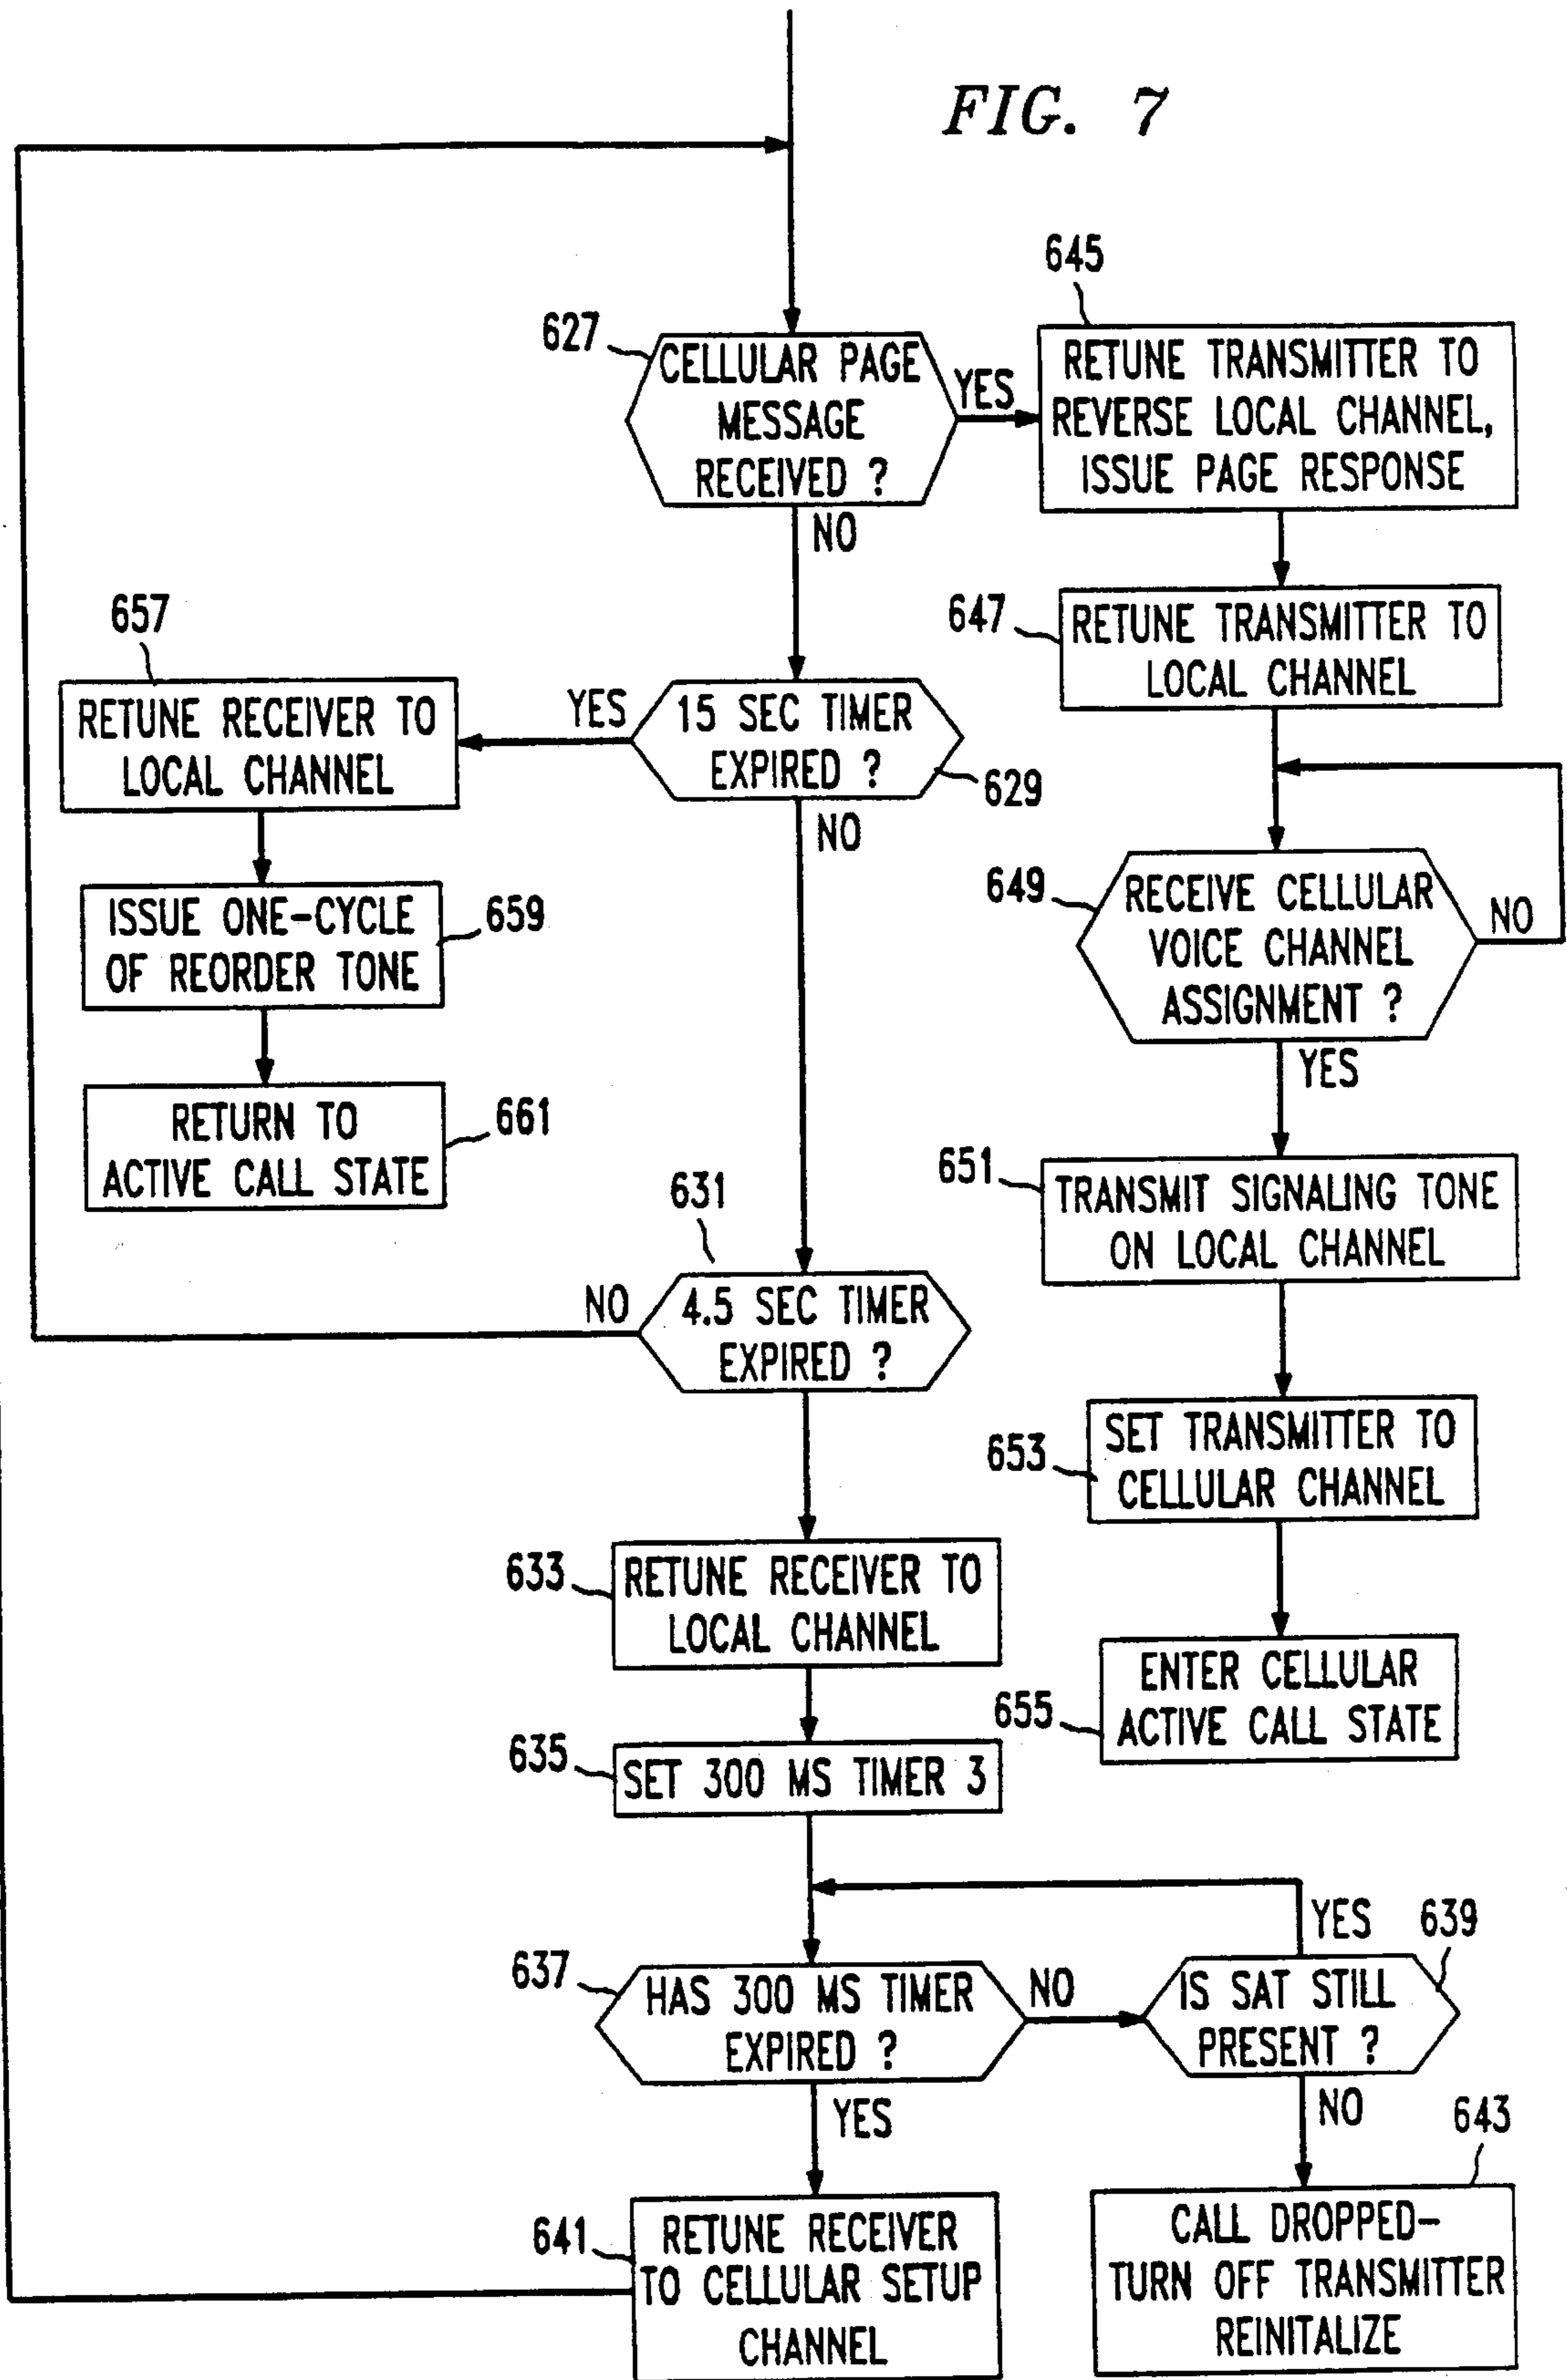 FIG. 7
645
627
CELLULAR PAGE
MESSAGE
RECEIVED ?
YES
RETUNE TRANSMITTER TO
REVERSE LOCAL CHANNEL,
ISSUE PAGE RESPONSE
NO
657
647
RETUNE TRANSMITTER TO
LOCAL CHANNEL
RETUNE RECEIVER TO
LOCAL CHANNEL
YES
15 SEC TIMER
EXPIRED ?
629
NO
649
RECEIVE CELLULAR
VOICE CHANNEL
ASSIGNMENT ?
NO
YES
ISSUE ONE-CYCLE
OF REORDER TONE
659
RETURN TO
ACTIVE CALL STATE
661
651
TRANSMIT SIGNALING TONE
ON LOCAL CHANNEL
631
NO
4.5 SEC TIMER
EXPIRED ?
653
SET TRANSMITTER TO
CELLULAR CHANNEL
633
RETUNE RECEIVER TO
LOCAL CHANNEL
655
ENTER CELLULAR
ACTIVE CALL STATE
635
SET 300 MS TIMER 3
YES
639
637
HAS 300 MS TIMER
EXPIRED ?
NO
IS SAT STILL
PRESENT ?
YES
NO
643
641
RETUNE RECEIVER
TO CELLULAR SETUP
CHANNEL
CALL DROPPED-
TURN OFF TRANSMITTER
REINITALIZE